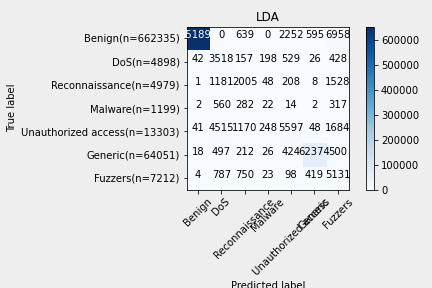 LDA
Benign(n=662335) 0 639 0 2252 595 6958
DoS(n=4898) 42 3518 157 198 529 26 428
Reconnaissance(n=4979) 1 1181 2005 48 208 8 1528
Malware(n=1199) 2 560 282 22 14 2 317
Unauthorized access(n=13303) 41 4515 1170 248 5597 48 1684
Generic(n=64051) 18 497 212 26 424 62374 500
Fuzzers(n=7212) 4 787 750 23 98 419 5131
True label
Benign
DoS
Reconnaissance
Malware
Unauthorized access
Generic
Fuzzers
Predicted label
600000
500000
400000
300000
200000
100000
0